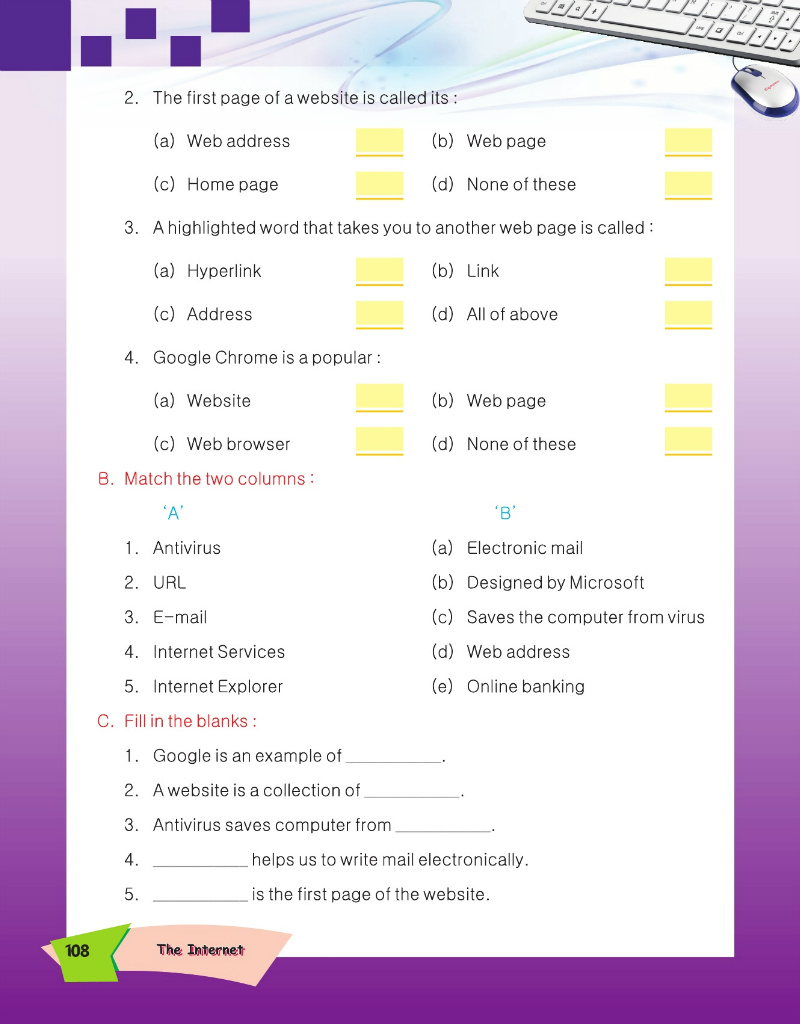 2. The first page of a website is called its :
(a) Web address (b) Web page
(c) Home page (d) None of these
3. A highlighted word that takes you to another web page is called :
(a) Hyperlink (b) Link
(c) Address (d) All of above
4. Google Chrome is a popular :
(a) Website (b) Web page
(c) Web browser (d) None of these
B. Match the two columns :
‘A’ ‘B’
1. Antivirus (a) Electronic mail
2. URL (b) Designed by Microsoft
3. E-mail (c) Saves the computer from virus
4. Internet Services (d) Web address
5. Internet Explorer (e) Online banking
C. Fill in the blanks :
1. Google is an example of __________.
2. A website is a collection of __________.
3. Antivirus saves computer from __________.
4. __________ helps us to write mail electronically.
5. __________ is the first page of the website.
108 The Internet